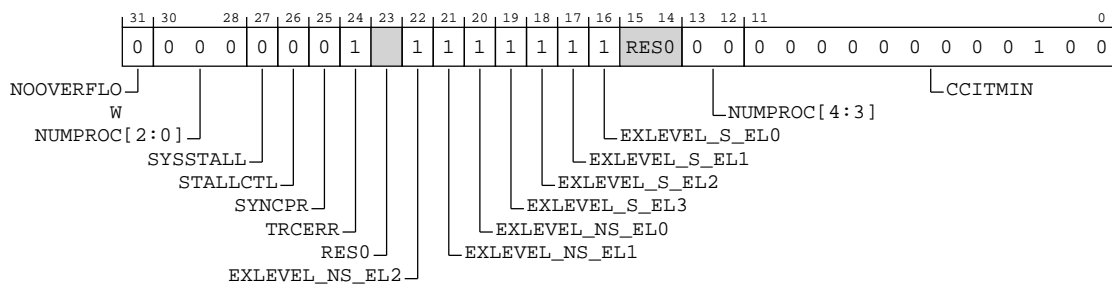 31 30 28 27 26 25 24 23 22 21 20 19 18 17 16 15 14 13 12 11 0
0 0 0 0 0 0 0 1 1 1 1 1 1 1 1 RES0 0 0 0 0 0 0 0 0 0 0 0 1 0 0
NOOVERFLO CCITMIN
W NUMPROC[4:3]
NUMPROC[2:0] EXLEVEL_S_EL0
SYSSTALL EXLEVEL_S_EL1
STALLCTL EXLEVEL_S_EL2
SYNCPR EXLEVEL_S_EL3
TRCERR EXLEVEL_NS_EL0
RES0 EXLEVEL_NS_EL1
EXLEVEL_NS_EL2